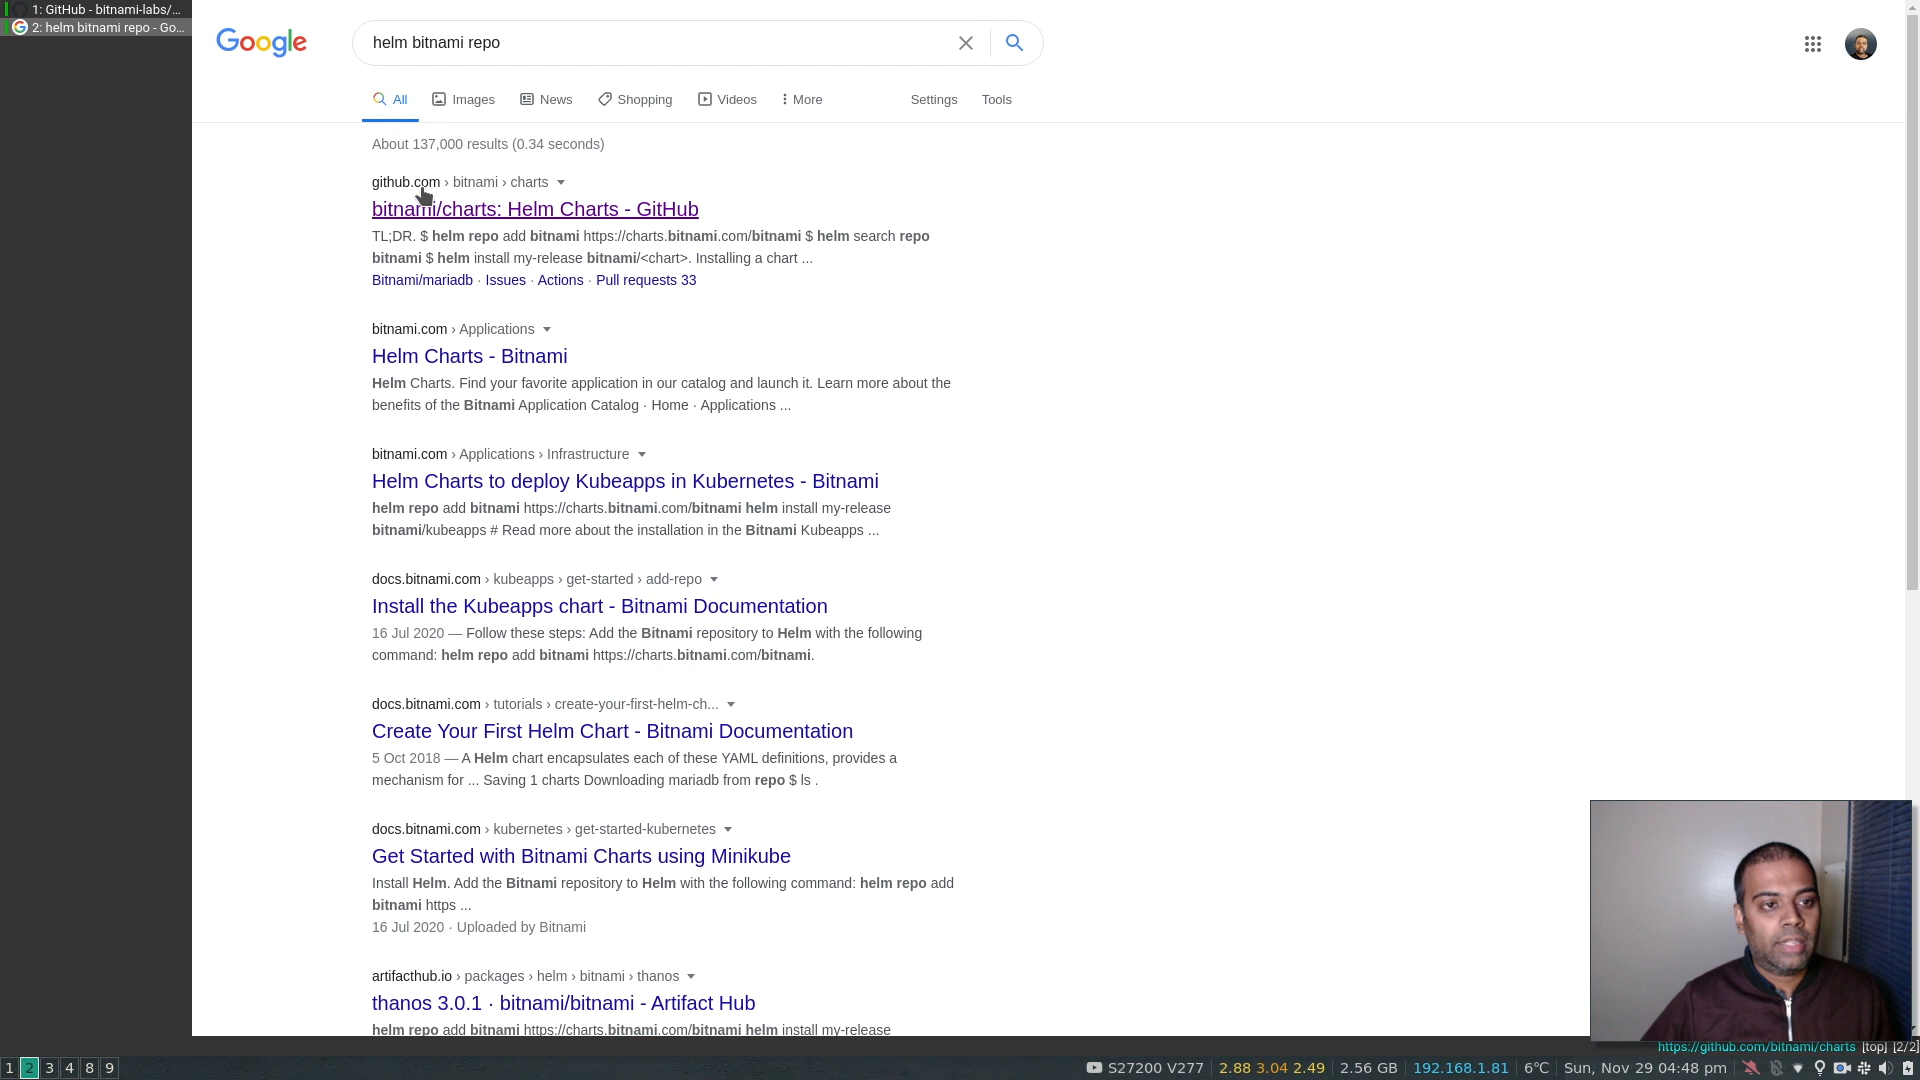 1: GitHub - bitnami-labs/...
2: helm bitnami repo - Go...
Google
helm bitnami repo
All
Images
News
Shopping
Videos
More
Settings
Tools
About 137,000 results (0.34 seconds)
github.com › bitnami › charts
bitnami/charts: Helm Charts - GitHub
TL;DR. $ helm repo add bitnami https://charts.bitnami.com/bitnami $ helm search repo
bitnami $ helm install my-release bitnami/<chart>. Installing a chart ...
Bitnami/mariadb · Issues · Actions · Pull requests 33
bitnami.com › Applications
Helm Charts - Bitnami
Helm Charts. Find your favorite application in our catalog and launch it. Learn more about the
benefits of the Bitnami Application Catalog · Home · Applications ...
bitnami.com › Applications › Infrastructure
Helm Charts to deploy Kubeapps in Kubernetes - Bitnami
helm repo add bitnami https://charts.bitnami.com/bitnami helm install my-release
bitnami/kubeapps # Read more about the installation in the Bitnami Kubeapps ...
docs.bitnami.com › kubeapps › get-started › add-repo
Install the Kubeapps chart - Bitnami Documentation
16 Jul 2020 — Follow these steps: Add the Bitnami repository to Helm with the following
command: helm repo add bitnami https://charts.bitnami.com/bitnami.
docs.bitnami.com › tutorials › create-your-first-helm-ch...
Create Your First Helm Chart - Bitnami Documentation
5 Oct 2018 — A Helm chart encapsulates each of these YAML definitions, provides a
mechanism for ... Saving 1 charts Downloading mariadb from repo $ ls .
docs.bitnami.com › kubernetes › get-started-kubernetes
Get Started with Bitnami Charts using Minikube
Install Helm. Add the Bitnami repository to Helm with the following command: helm repo add
bitnami https ...
16 Jul 2020 · Uploaded by Bitnami
artifacthub.io › packages › helm › bitnami › thanos
thanos 3.0.1 · bitnami/bitnami - Artifact Hub
helm repo add bitnami https://charts.bitnami.com/bitnami helm install my-release
https://github.com/bitnami/charts [top] [2/2]
1 2 3 4 8 9
S27200 V277 2.88 3.04 2.49 2.56 GB 192.168.1.81 6°C Sun, Nov 29 04:48 pm